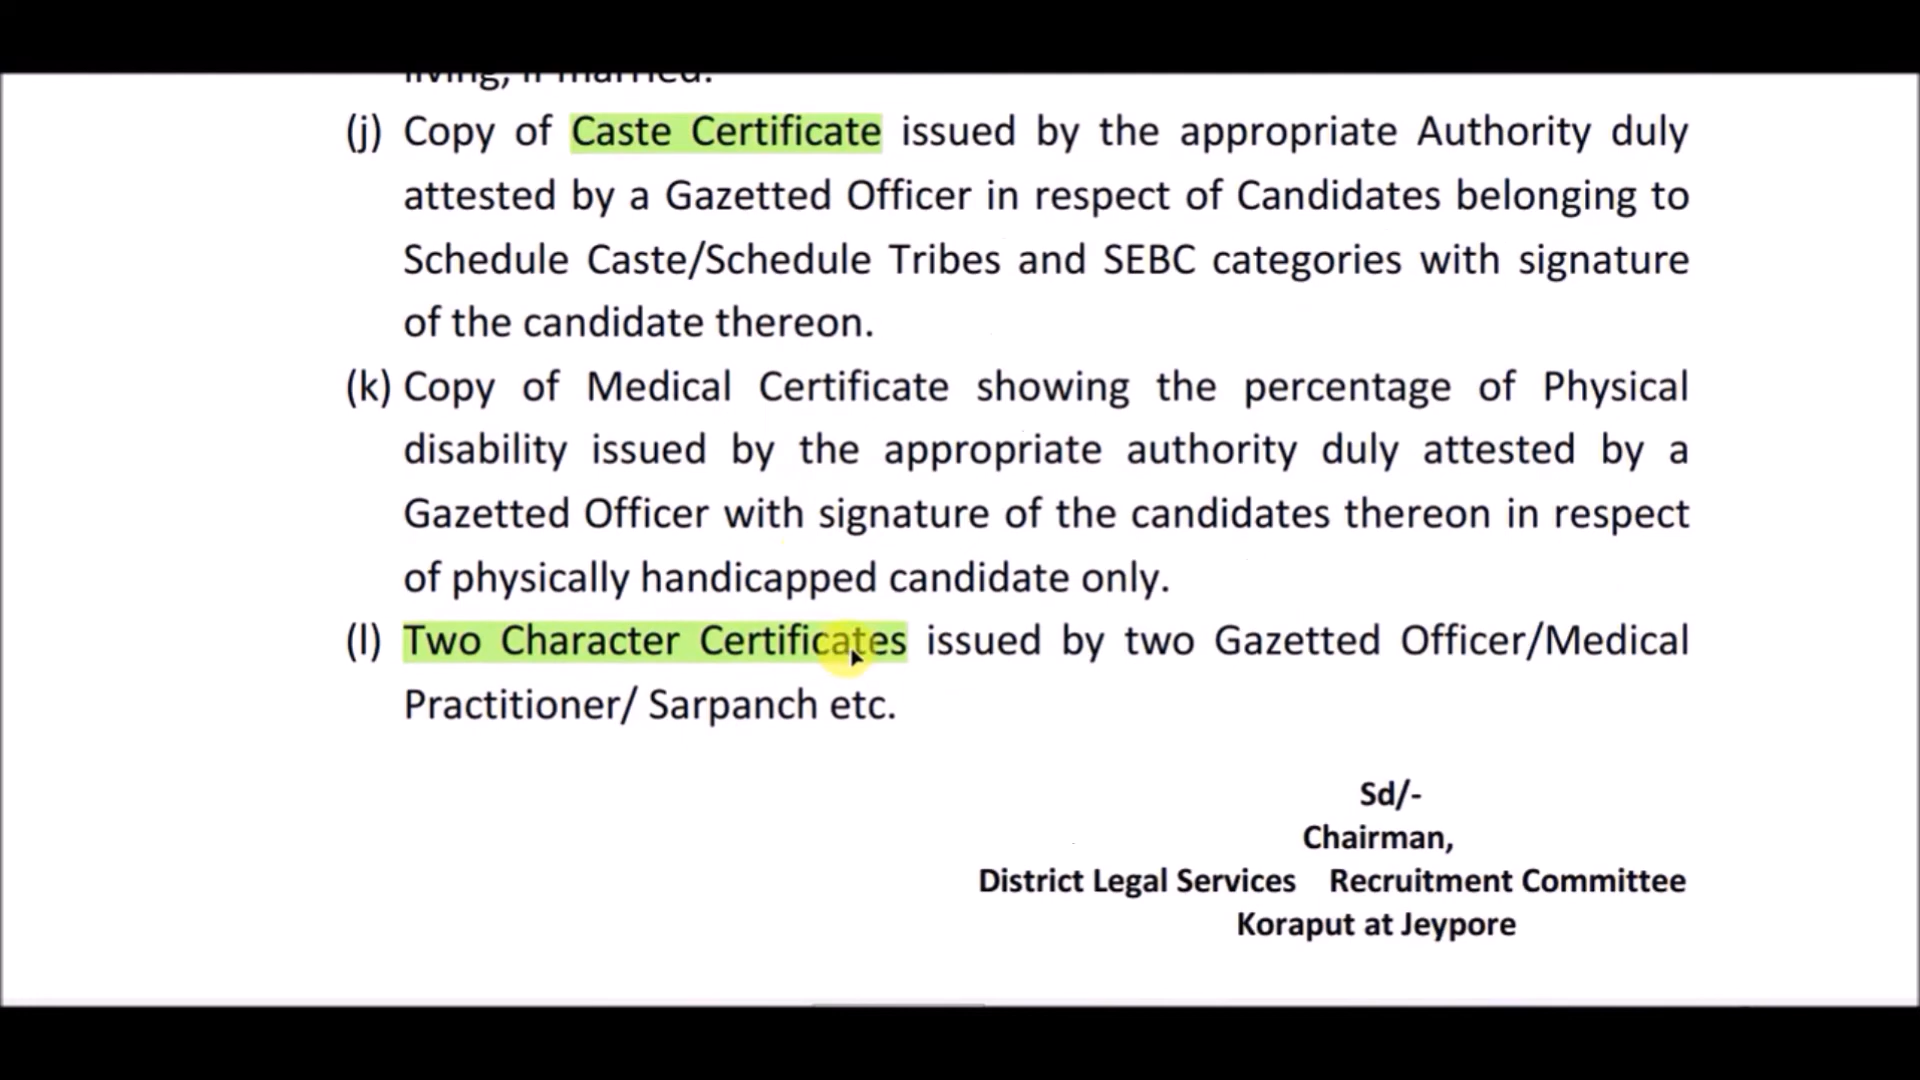 living, if married.
(j) Copy of Caste Certificate issued by the appropriate Authority duly
attested by a Gazetted Officer in respect of Candidates belonging to
Schedule Caste/Schedule Tribes and SEBC categories with signature
of the candidate thereon.
(k) Copy of Medical Certificate showing the percentage of Physical
disability issued by the appropriate authority duly attested by a
Gazetted Officer with signature of the candidates thereon in respect
of physically handicapped candidate only.
(l) Two Character Certificates issued by two Gazetted Officer/Medical
Practitioner/ Sarpanch etc.
Sd/-
Chairman,
District Legal Services Recruitment Committee
Koraput at Jeypore